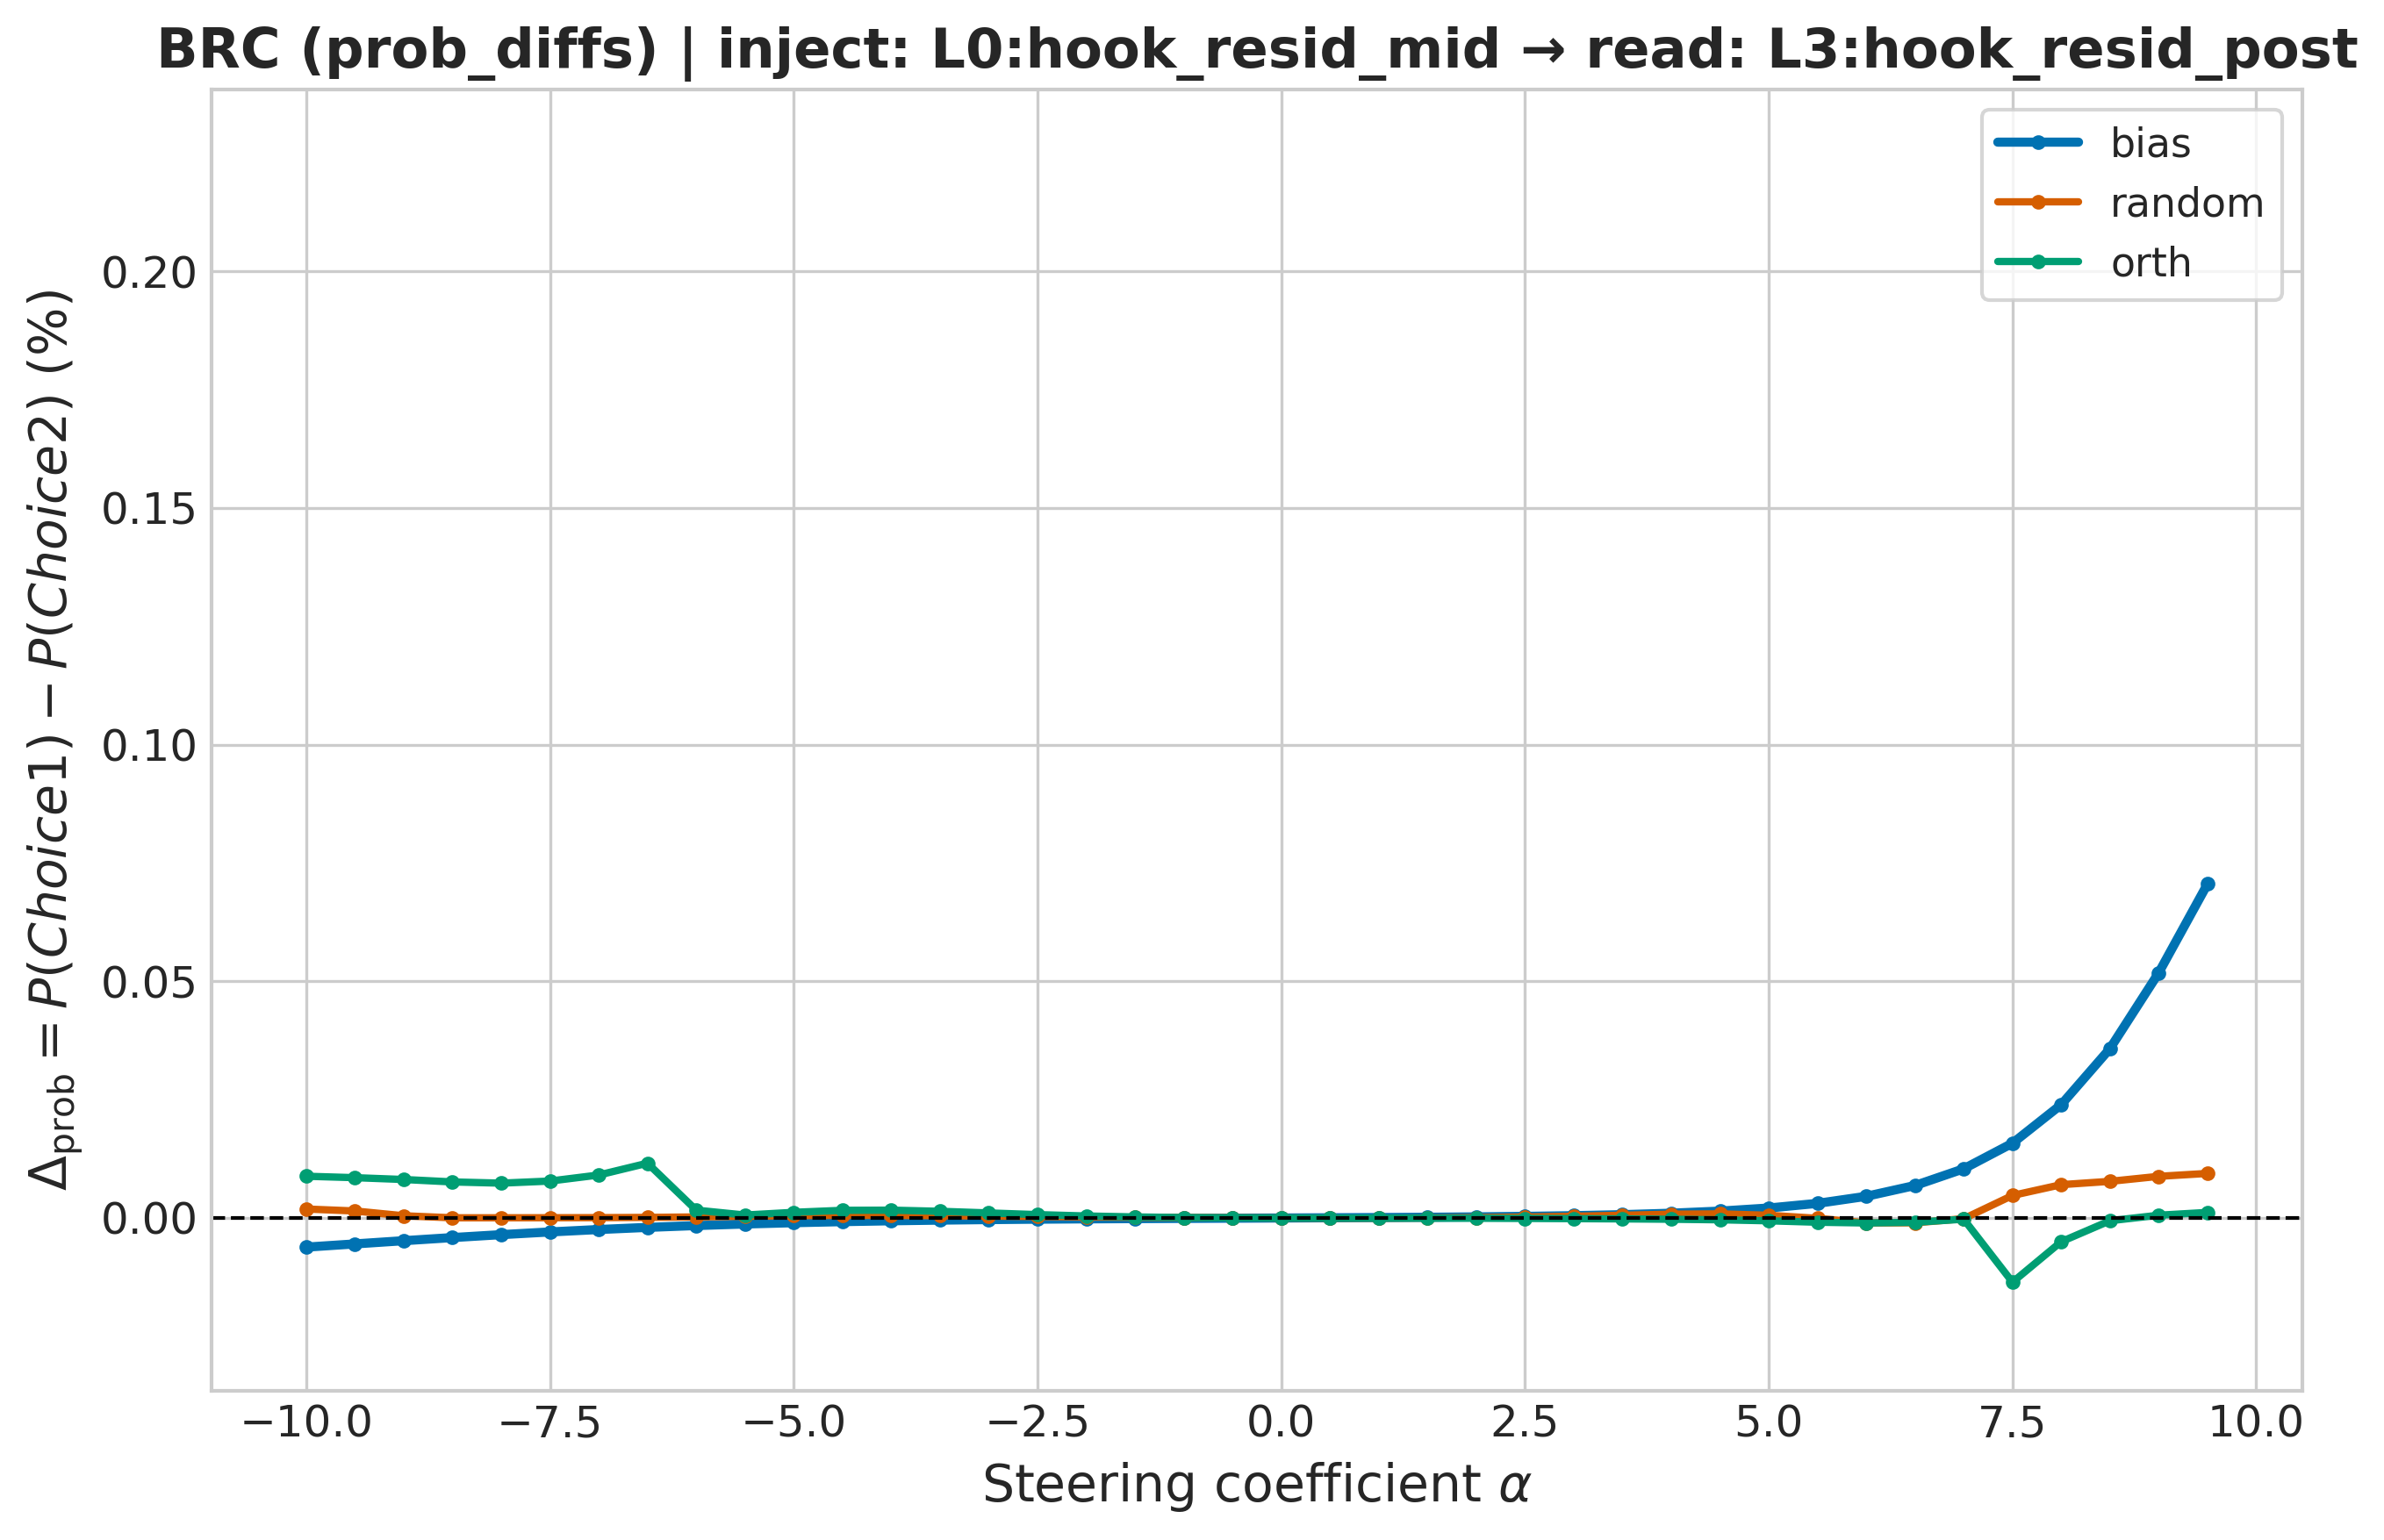 BRC (prob_diffs) | inject: L0:hook_resid_mid → read: L3:hook_resid_post
bias
random
orth
Δprob = P(Choice1) − P(Choice2) (%)
0.20
0.15
0.10
0.05
0.00
−10.0 −7.5 −5.0 −2.5 0.0 2.5 5.0 7.5 10.0
Steering coefficient α